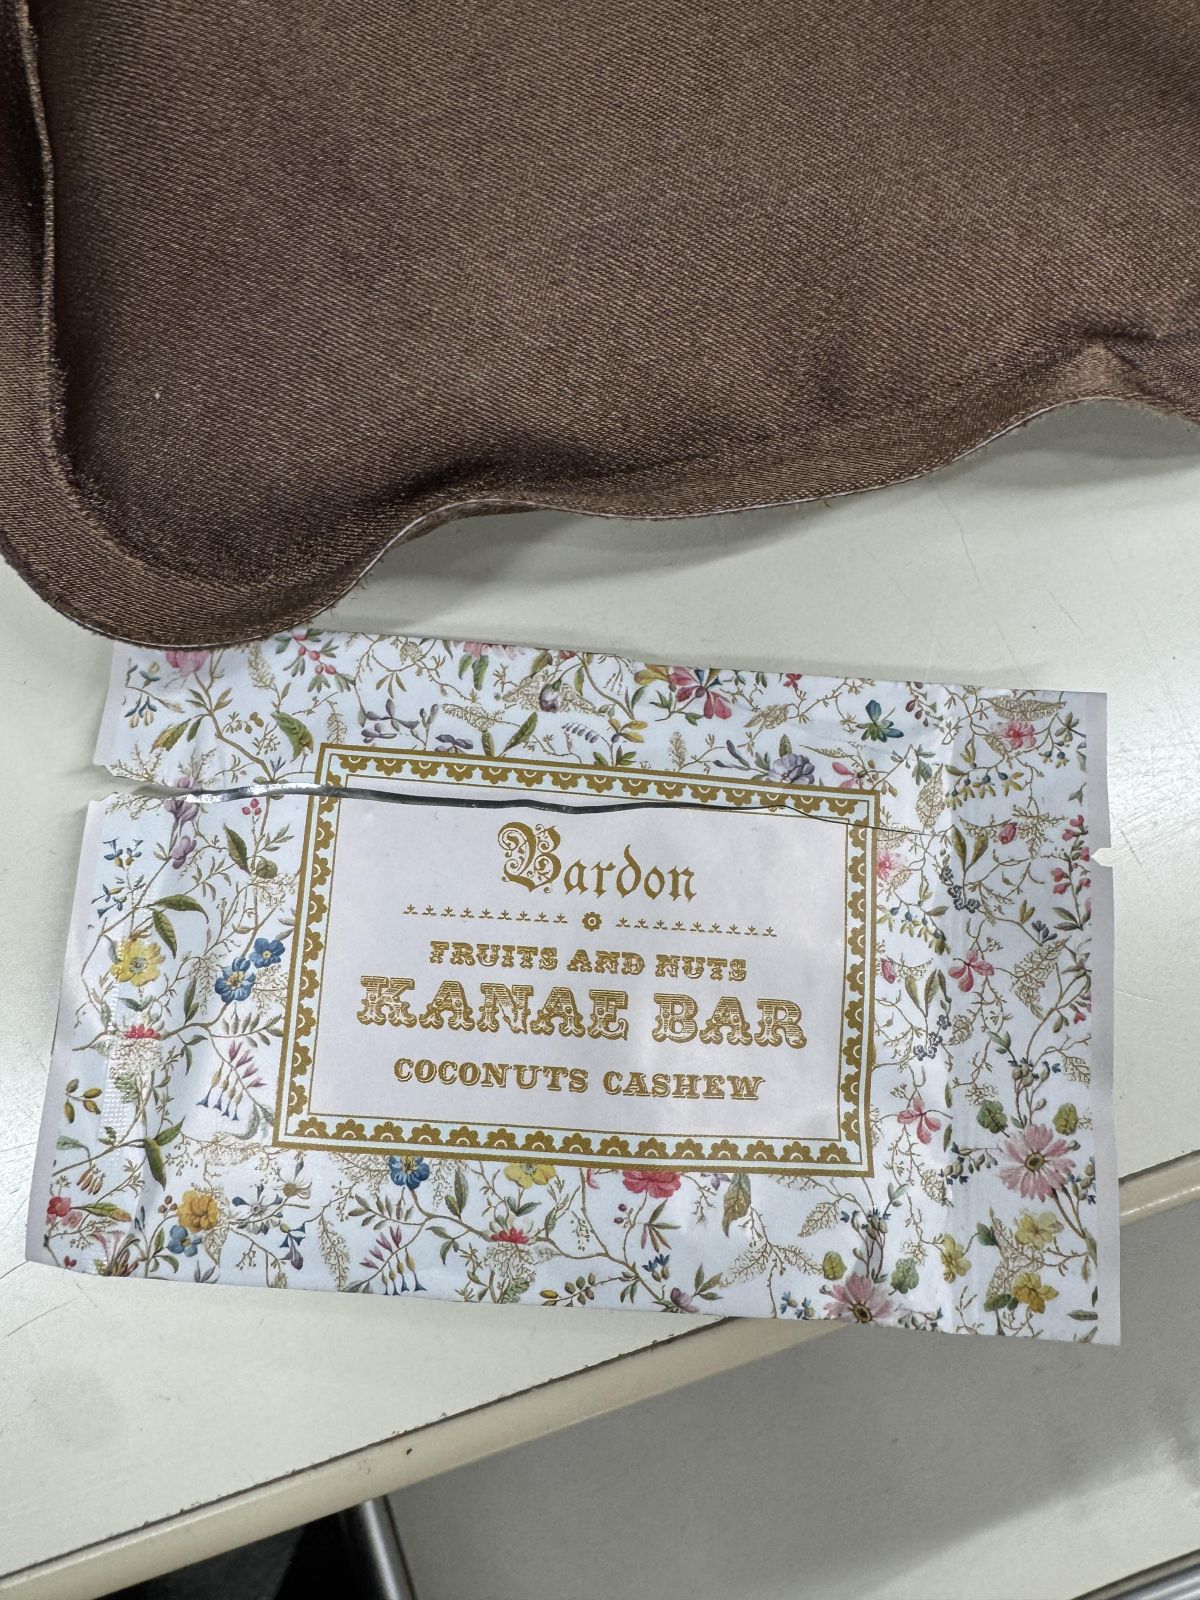 Bardon
FRUITS AND NUTS
KANAE BAR
COCONUTS CASHEW